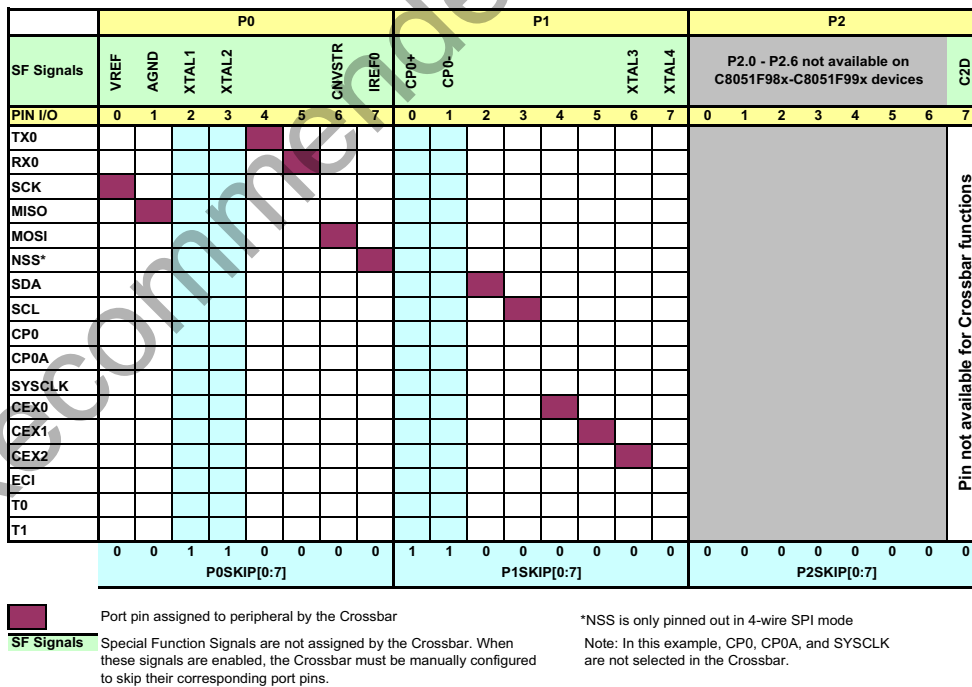 P0 P1 P2
SF Signals VREF AGND XTAL1 XTAL2 CNVSTR IREF0 CP0+ CP0- XTAL3 XTAL4 P2.0 - P2.6 not available on C2D
C8051F98x-C8051F99x devices
PIN I/O 0 1 2 3 4 5 6 7 0 1 2 3 4 5 6 7 0 1 2 3 4 5 6 7
TX0
RX0
SCK
MISO
MOSI
NSS*
SDA
SCL
CP0
CP0A
SYSCLK
CEX0
CEX1
CEX2
ECI
T0
T1
Pin not available for Crossbar functions
0 0 1 1 0 0 0 0 1 1 0 0 0 0 0 0 0 0 0 0 0 0 0 0
P0SKIP[0:7] P1SKIP[0:7] P2SKIP[0:7]
Port pin assigned to peripheral by the Crossbar
SF Signals Special Function Signals are not assigned by the Crossbar. When
these signals are enabled, the Crossbar must be manually configured
to skip their corresponding port pins.
*NSS is only pinned out in 4-wire SPI mode
Note: In this example, CP0, CP0A, and SYSCLK
are not selected in the Crossbar.
ecommende